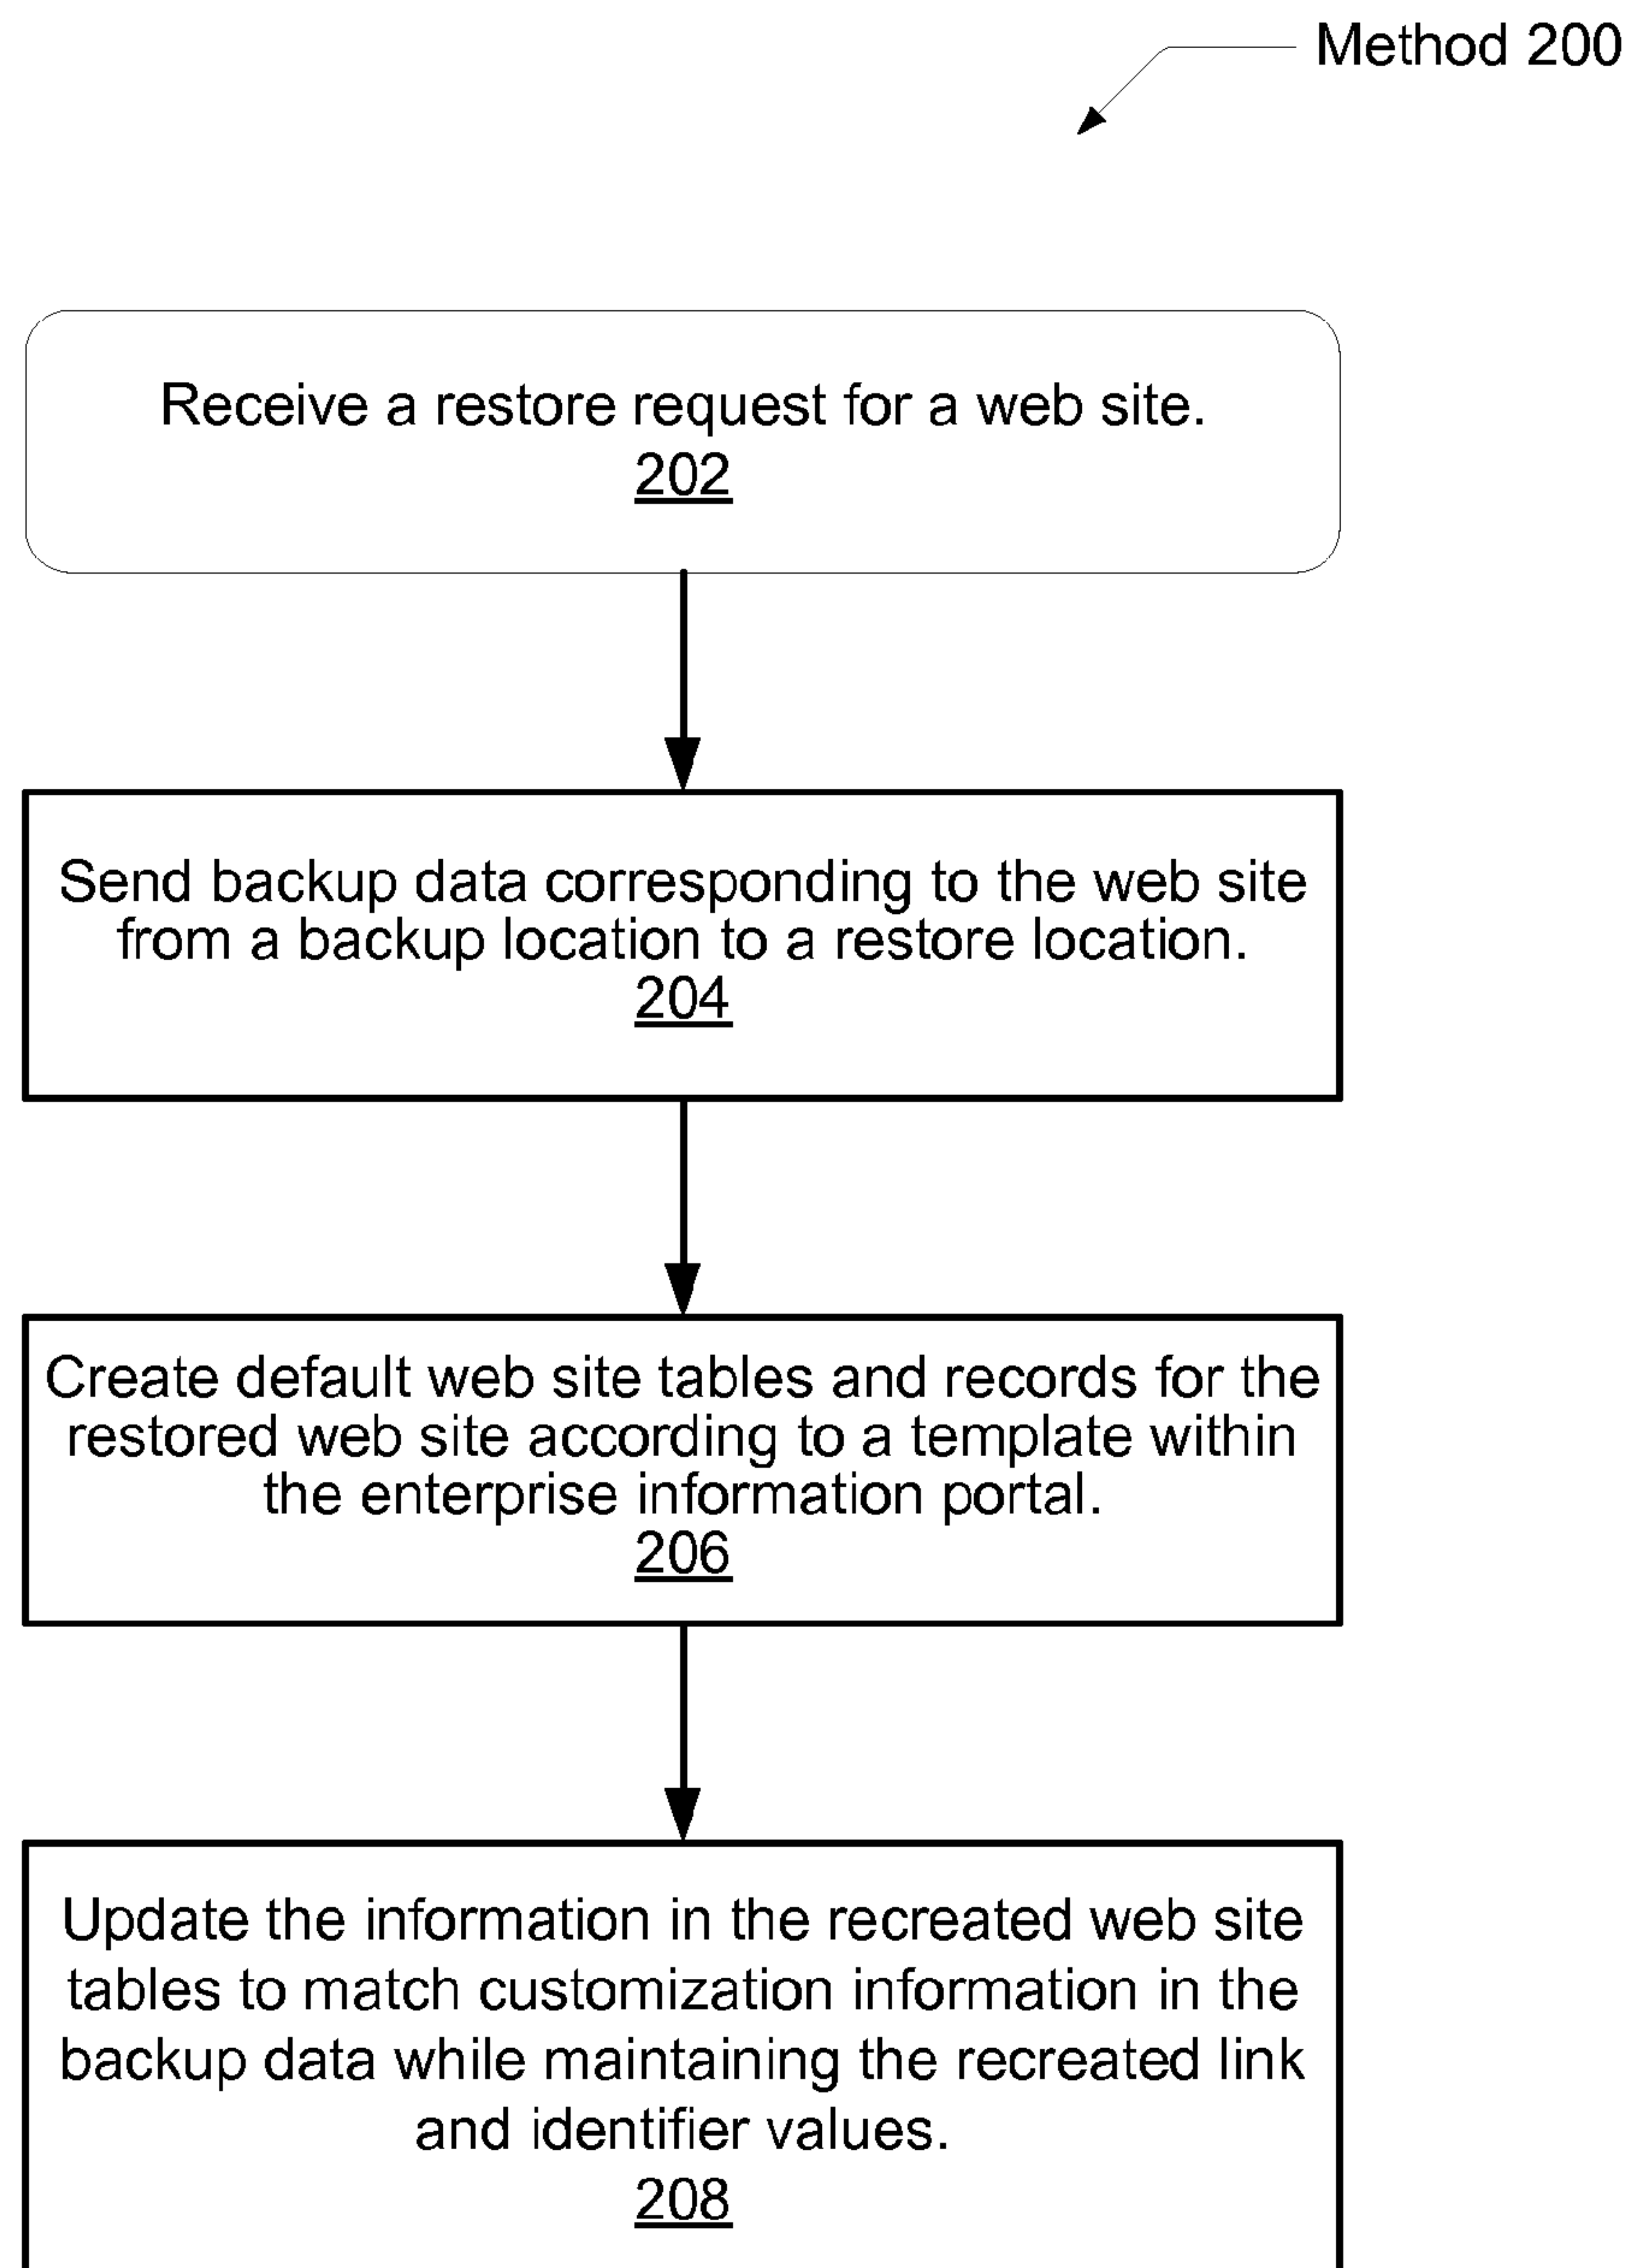 Method 200
Receive a restore request for a web site.
202
Send backup data corresponding to the web site
from a backup location to a restore location.
204
Create default web site tables and records for the
restored web site according to a template within
the enterprise information portal.
206
Update the information in the recreated web site
tables to match customization information in the
backup data while maintaining the recreated link
and identifier values.
208